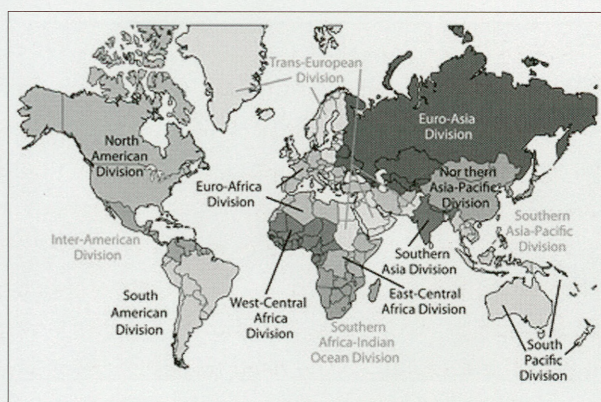 Trans-European
Division
Euro-Asia
Division
North
American
Division
Northern
Asia-Pacific
Division
Euro-Africa
Division
Southern
Asia-Pacific
Division
Inter-American
Division
Southern
Asia Division
South
American
Division
West-Central
Africa
Division
East-Central
Africa Division
Southern
Africa-Indian
Ocean Division
South
Pacific
Division